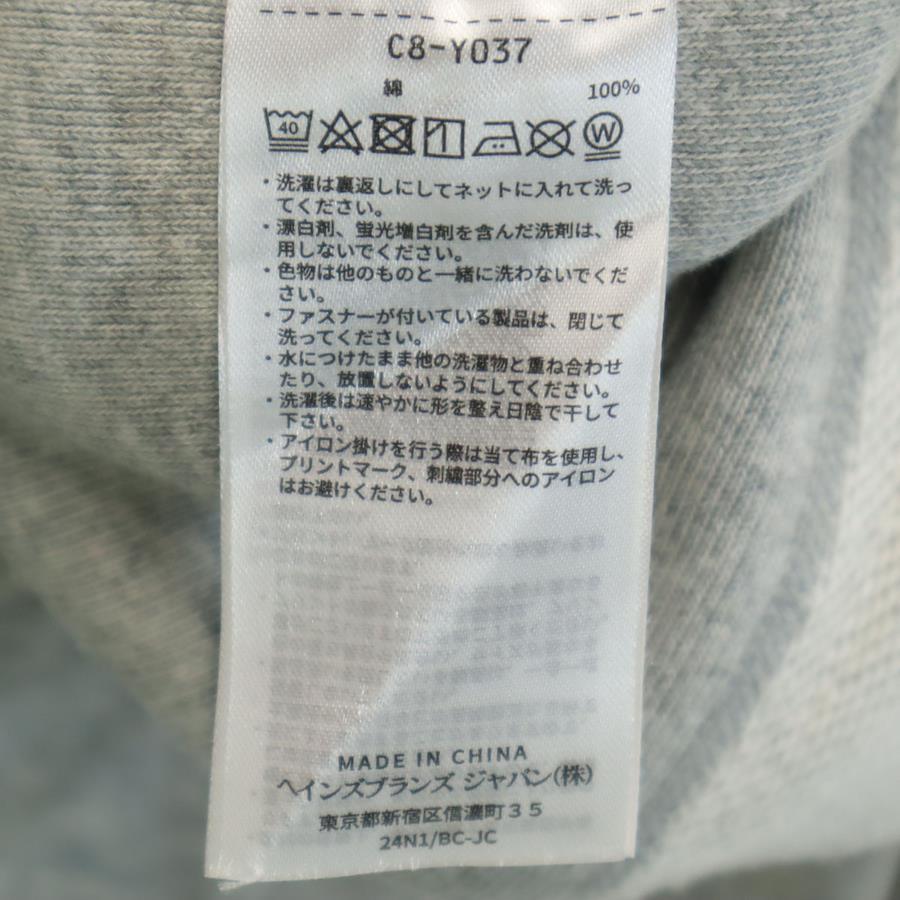 C8-Y037
綿 100%
40 W
・洗濯は裏返しにしてネットに入れて洗っ
てください。
・漂白剤、蛍光増白剤を含んだ洗剤は、使
用しないでください。
・色物は他のものと一緒に洗わないでくだ
さい。
・ファスナーが付いている製品は、閉じて
洗ってください。
・水につけたまま他の洗濯物と重ね合わせ
たり、放置しないようにしてください。
・洗濯後は速やかに形を整え日陰で干して
下さい。
・アイロン掛けを行う際は当て布を使用し、
プリントマーク、刺繍部分へのアイロン
はお避けください。
MADE IN CHINA
ヘインズブランズ ジャパン(株)
東京都新宿区信濃町35
24N1/BC-JC